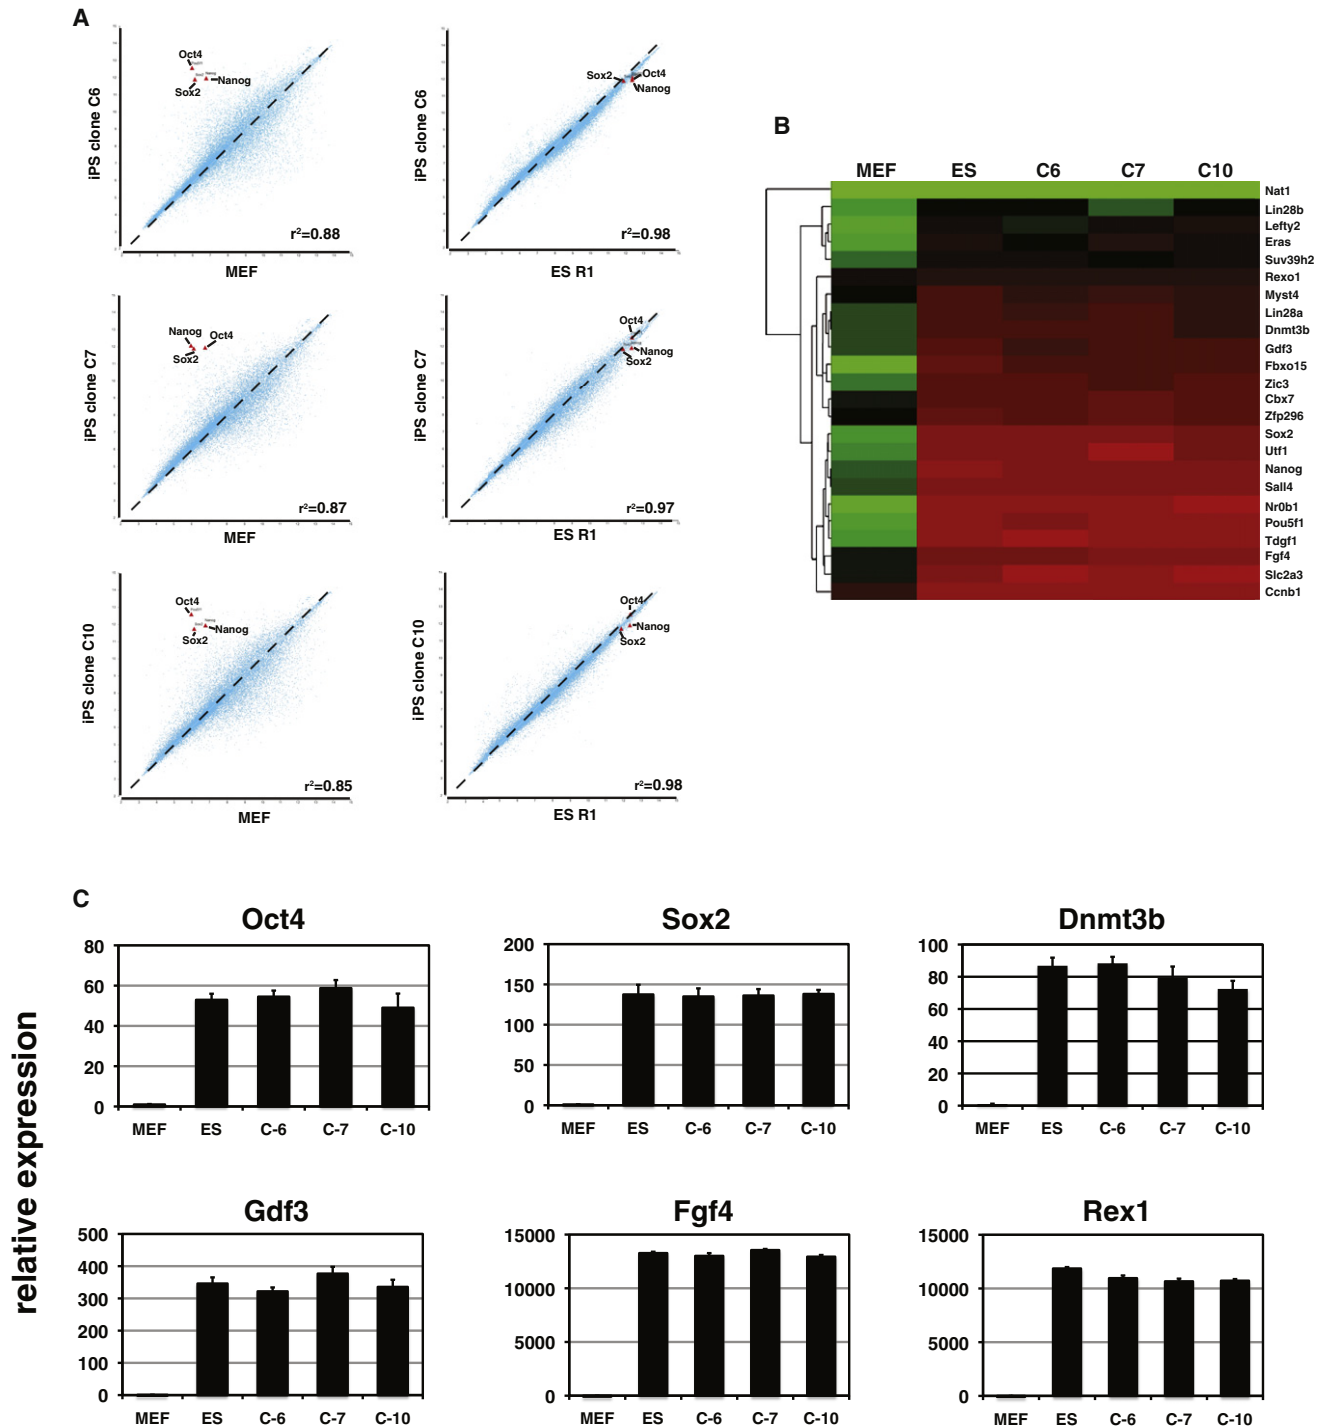 A
Oct4
Nanog
Sox2
iPS clone C6
r²=0.88
MEF
Sox2
Oct4
Nanog
iPS clone C6
r²=0.98
ES R1
Nanog
Oct4
Sox2
iPS clone C7
r²=0.87
MEF
Oct4
Nanog
Sox2
iPS clone C7
r²=0.97
ES R1
Oct4
Nanog
Sox2
iPS clone C10
r²=0.85
MEF
Oct4
Nanog
Sox2
iPS clone C10
r²=0.98
ES R1
B
MEF ES C6 C7 C10
Nat1
Lin28b
Lefty2
Eras
Suv39h2
Rexo1
Myst4
Lin28a
Dnmt3b
Gdf3
Fbxo15
Zic3
Cbx7
Zfp296
Sox2
Utf1
Nanog
Sall4
Nr0b1
Pou5f1
Tdgf1
Fgf4
Slc2a3
Ccnb1
C
relative expression
Oct4
80
60
40
20
0
MEF ES C-6 C-7 C-10
Sox2
200
150
100
50
0
MEF ES C-6 C-7 C-10
Dnmt3b
100
80
60
40
20
0
MEF ES C-6 C-7 C-10
Gdf3
500
400
300
200
100
0
MEF ES C-6 C-7 C-10
Fgf4
15000
10000
5000
0
MEF ES C-6 C-7 C-10
Rex1
15000
10000
5000
0
MEF ES C-6 C-7 C-10